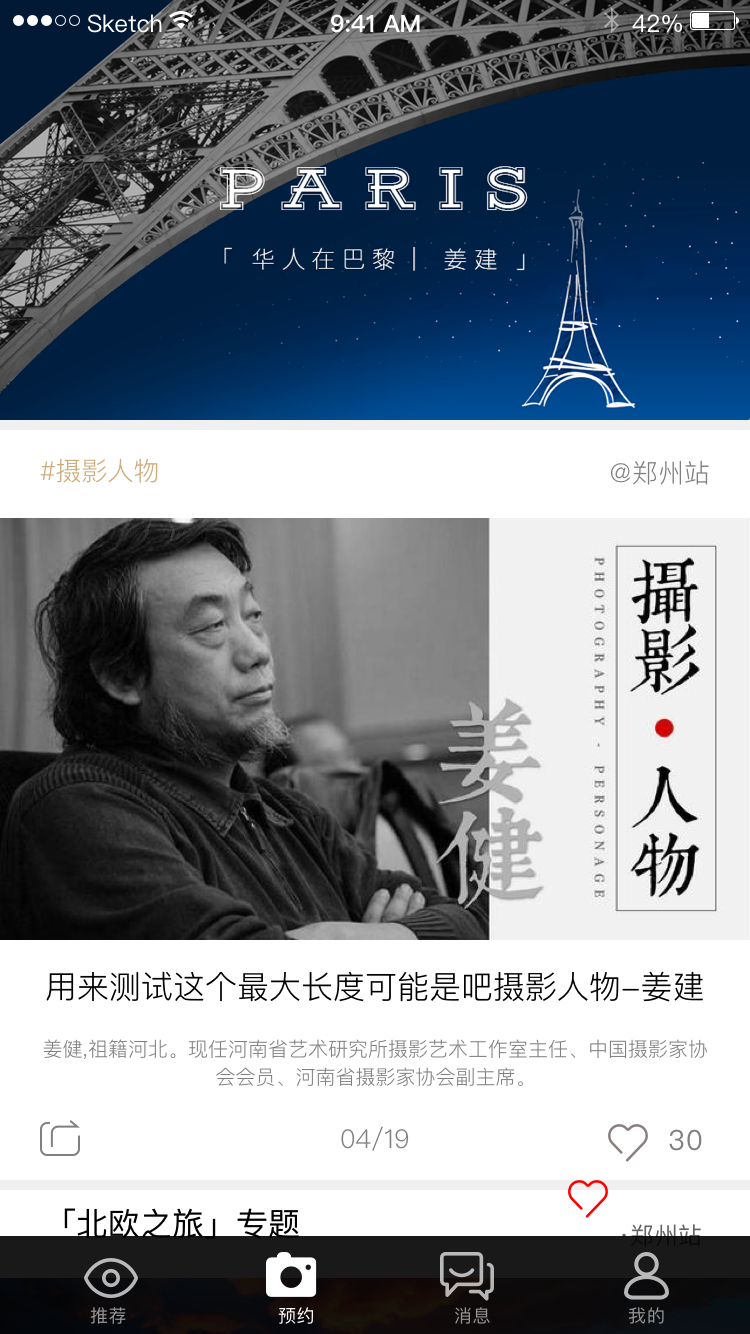 Sketch 9:41 AM 42%
PARIS
「 华人在巴黎| 姜建 」
#摄影人物
@郑州站
攝影·人物
PHOTOGRAPHY · PERSONAGE
姜健
用来测试这个最大长度可能是吧摄影人物–姜建
姜健,祖籍河北。现任河南省艺术研究所摄影艺术工作室主任、中国摄影家协
会会员、河南省摄影家协会副主席。
04/19
30
「北欧之旅」专题
·郑州站
推荐
预约
消息
我的